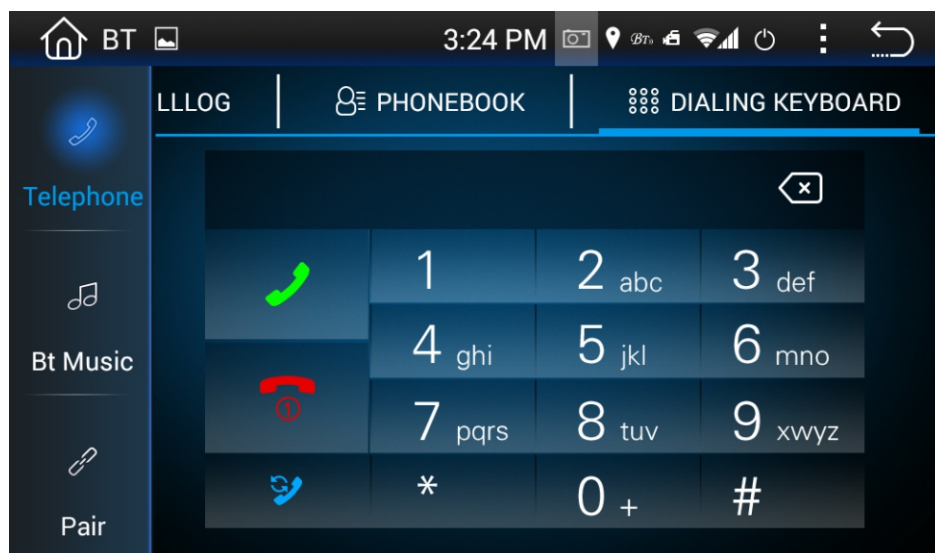 BT 3:24 PM BT
LLLOG PHONEBOOK DIALING KEYBOARD
Telephone
1 2 abc 3 def
Bt Music
4 ghi 5 jkl 6 mno
7 pqrs 8 tuv 9 xwyz
Pair
* 0 + #